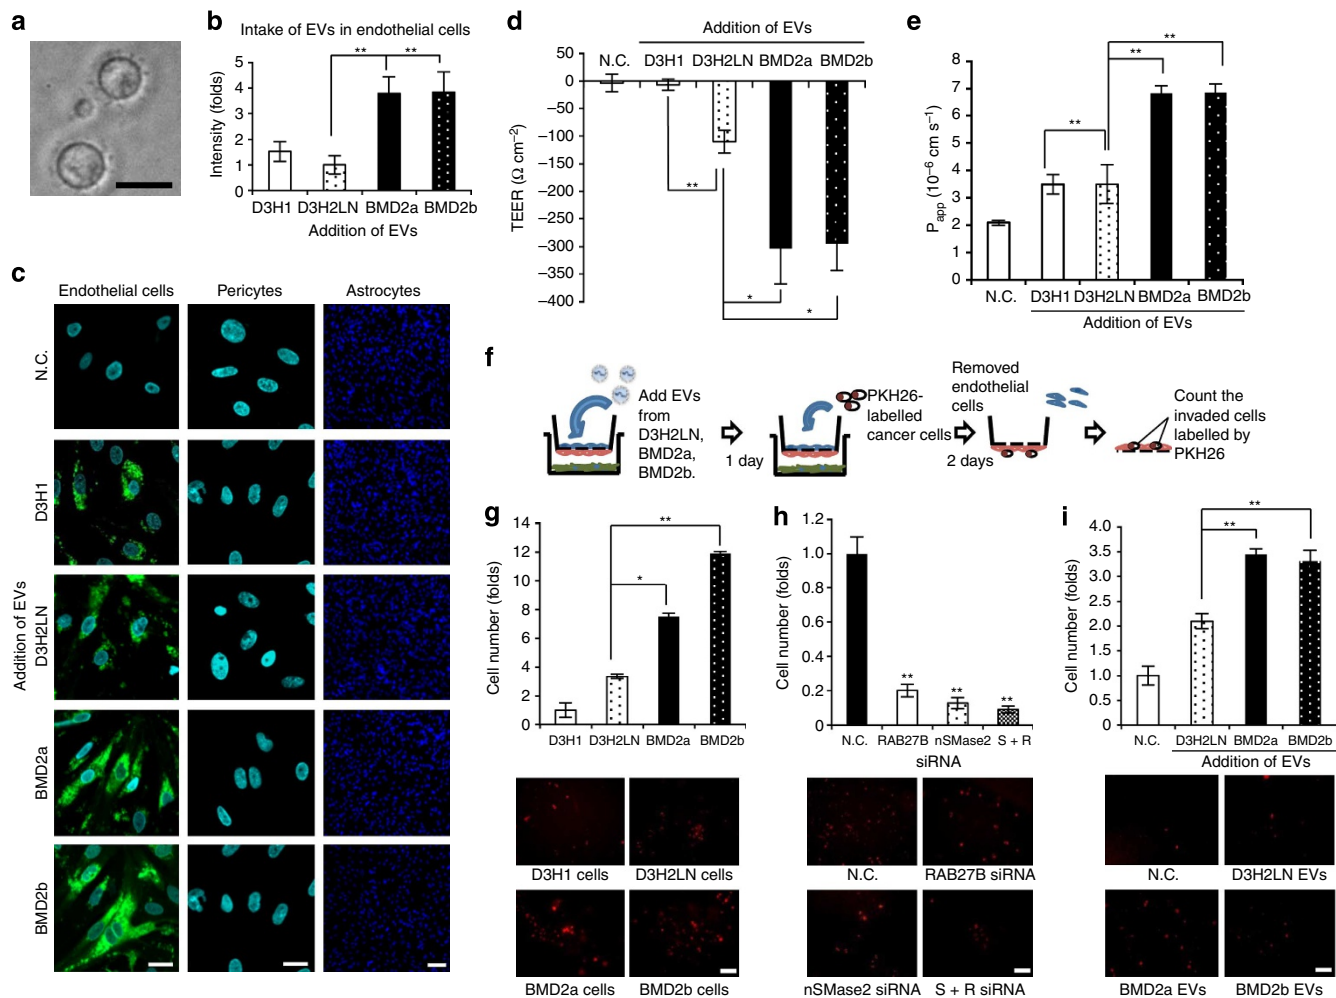 a
b
Intake of EVs in endothelial cells
** **
Intensity (folds)
5
4
3
2
1
0
D3H1 D3H2LN BMD2a BMD2b
Addition of EVs
c
Endothelial cells Pericytes Astrocytes
N.C.
D3H1
D3H2LN
BMD2a
BMD2b
Addition of EVs
d
Addition of EVs
N.C. D3H1 D3H2LN BMD2a BMD2b
TEER (Ω cm⁻²)
50
0
−50
−100
−150
−200
−250
−300
−350
−400
**
*
*
e
**
**
**
Papp (10⁻⁶ cm s⁻¹)
8
7
6
5
4
3
2
1
0
N.C. D3H1 D3H2LN BMD2a BMD2b
Addition of EVs
f
Add EVs
from
D3H2LN,
BMD2a,
BMD2b.
1 day
PKH26-
labelled
cancer cells
Removed
endothelial
cells
2 days
Count the
invaded cells
labelled by
PKH26
g
**
*
Cell number (folds)
14
12
10
8
6
4
2
0
D3H1 D3H2LN BMD2a BMD2b
D3H1 cells D3H2LN cells
BMD2a cells BMD2b cells
h
Cell number (folds)
1.2
1.0
0.8
0.6
0.4
0.2
0
** ** **
N.C. RAB27B nSMase2 S + R
siRNA
N.C. RAB27B siRNA
nSMase2 siRNA S + R siRNA
i
**
**
Cell number (folds)
4.0
3.5
3.0
2.5
2.0
1.5
1.0
0.5
0
N.C. D3H2LN BMD2a BMD2b
Addition of EVs
N.C. D3H2LN EVs
BMD2a EVs BMD2b EVs